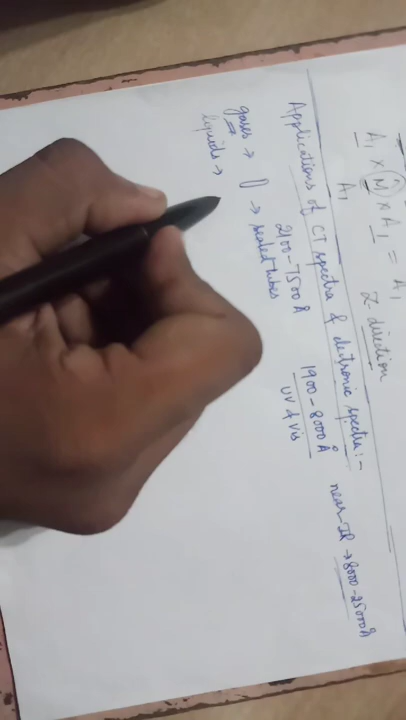 A₁ × M × A₁ = A₁
A₁
Z direction
Applications of CT spectra & electronic spectra :-
2100-7500 Å
1900-8000 Å
UV & Vis
near-IR → 8000-25000 Å
gases → → sealed tubes
liquids →